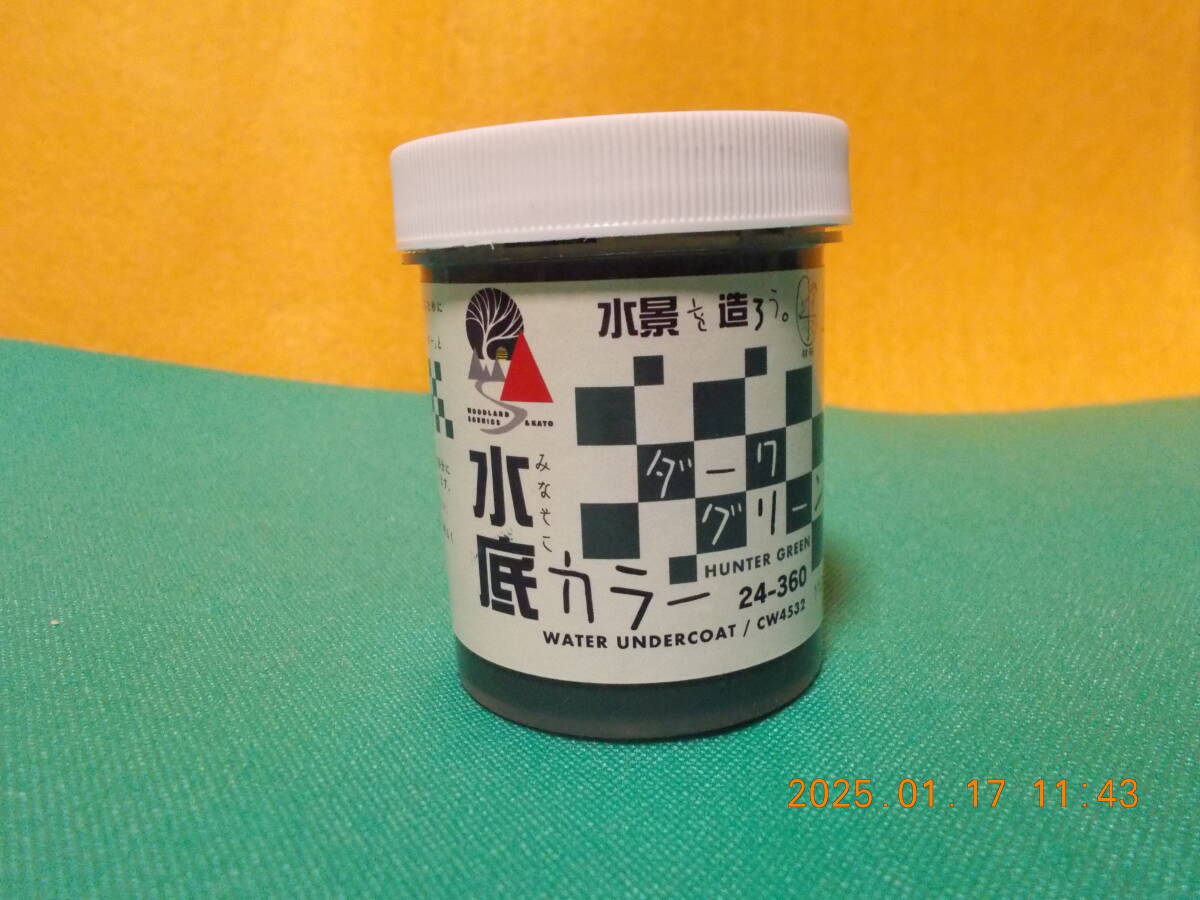 水景を造ろう。
WOODLAND
SCENICS & KATO
水底カラー
みなそこ
ダーク
グリーン
HUNTER GREEN
24-360
WATER UNDERCOAT / CW4532
2025.01.17 11:43